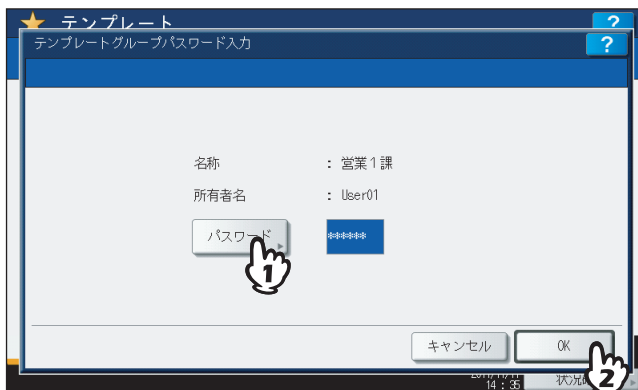 テンプレート
?
テンプレートグループパスワード入力
?
名称 : 営業1課
所有者名 : User01
パスワード ******
1
キャンセル OK
2
14:35 状況